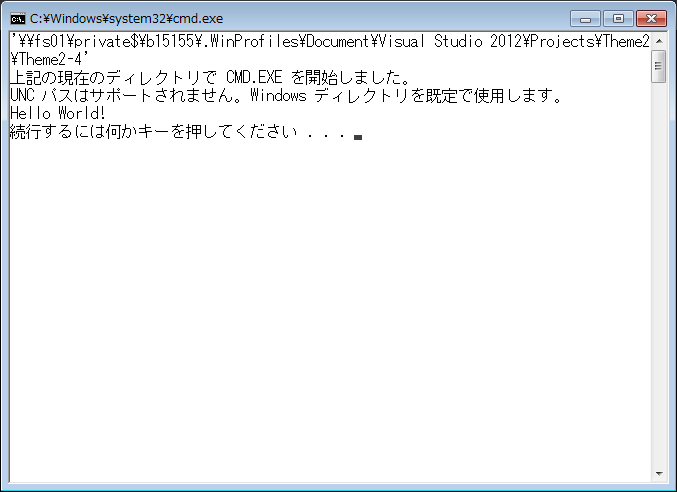 C:¥Windows¥system32¥cmd.exe
'¥¥fs01¥private$¥b15155¥.WinProfiles¥Document¥Visual Studio 2012¥Projects¥Theme2
¥Theme2-4'
上記の現在のディレクトリで CMD.EXE を開始しました。
UNC パスはサポートされません。Windows ディレクトリを既定で使用します。
Hello World!
続行するには何かキーを押してください . . .